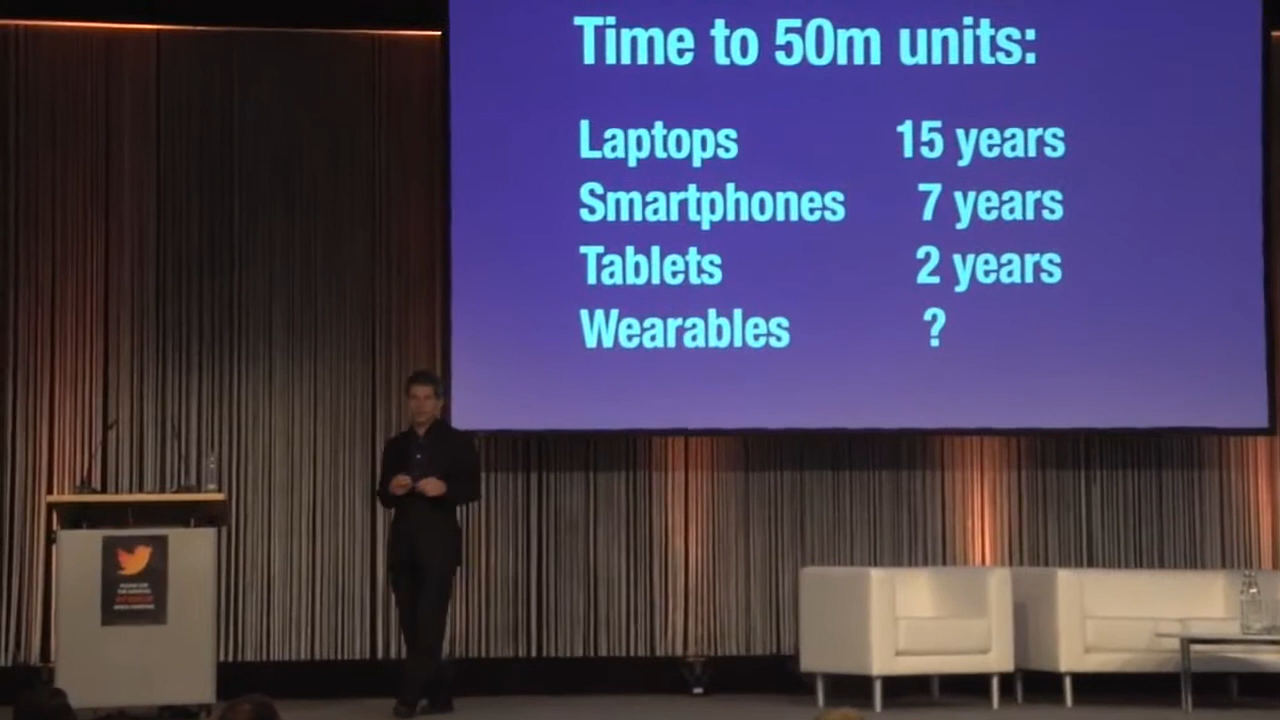 Time to 50m units:
Laptops 15 years
Smartphones 7 years
Tablets 2 years
Wearables ?